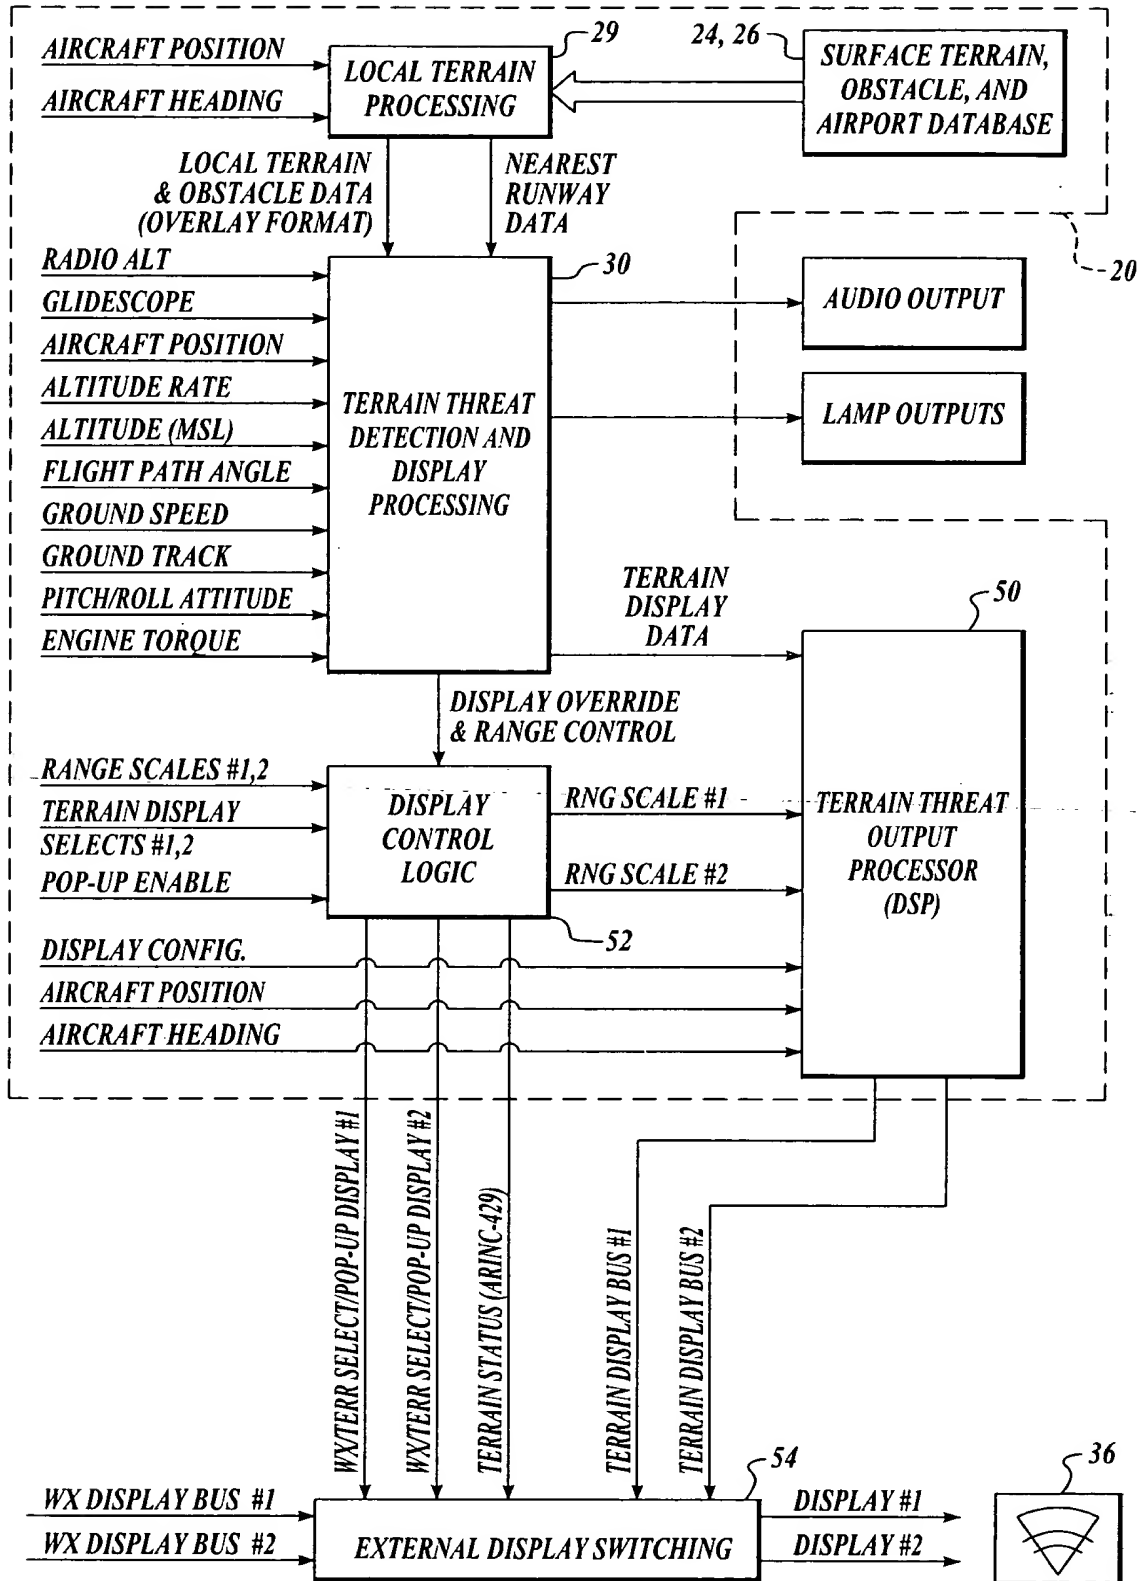 AIRCRAFT POSITION
AIRCRAFT HEADING
LOCAL TERRAIN
PROCESSING
29
24, 26
SURFACE TERRAIN,
OBSTACLE, AND
AIRPORT DATABASE
LOCAL TERRAIN
& OBSTACLE DATA
(OVERLAY FORMAT)
NEAREST
RUNWAY
DATA
20
RADIO ALT
GLIDESCOPE
AIRCRAFT POSITION
ALTITUDE RATE
ALTITUDE (MSL)
FLIGHT PATH ANGLE
GROUND SPEED
GROUND TRACK
PITCH/ROLL ATTITUDE
ENGINE TORQUE
30
TERRAIN THREAT
DETECTION AND
DISPLAY
PROCESSING
AUDIO OUTPUT
LAMP OUTPUTS
TERRAIN
DISPLAY
DATA
50
DISPLAY OVERRIDE
& RANGE CONTROL
RANGE SCALES #1,2
TERRAIN DISPLAY
SELECTS #1,2
POP-UP ENABLE
DISPLAY
CONTROL
LOGIC
52
RNG SCALE #1
RNG SCALE #2
TERRAIN THREAT
OUTPUT
PROCESSOR
(DSP)
DISPLAY CONFIG.
AIRCRAFT POSITION
AIRCRAFT HEADING
WX/TERR SELECT/POP-UP DISPLAY #1
WX/TERR SELECT/POP-UP DISPLAY #2
TERRAIN STATUS (ARINC-429)
TERRAIN DISPLAY BUS #1
TERRAIN DISPLAY BUS #2
WX DISPLAY BUS #1
WX DISPLAY BUS #2
EXTERNAL DISPLAY SWITCHING
54
DISPLAY #1
DISPLAY #2
36